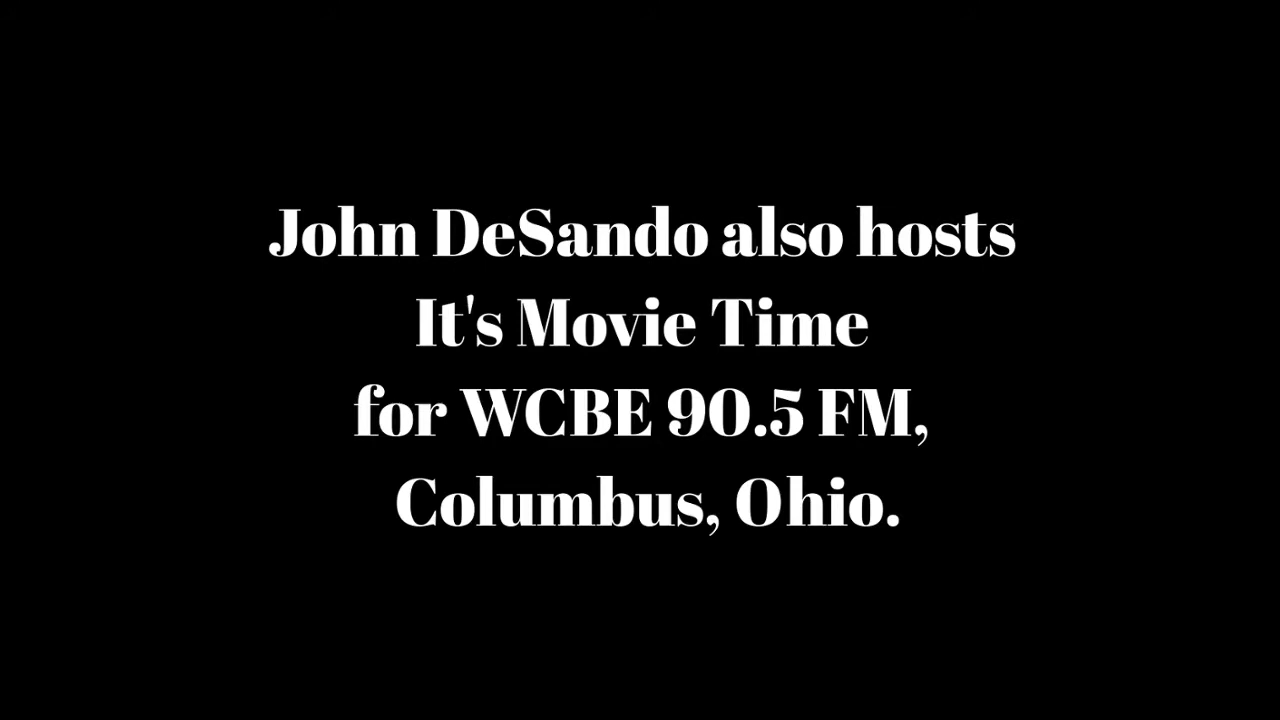 John DeSando also hosts
It's Movie Time
for WCBE 90.5 FM,
Columbus, Ohio.